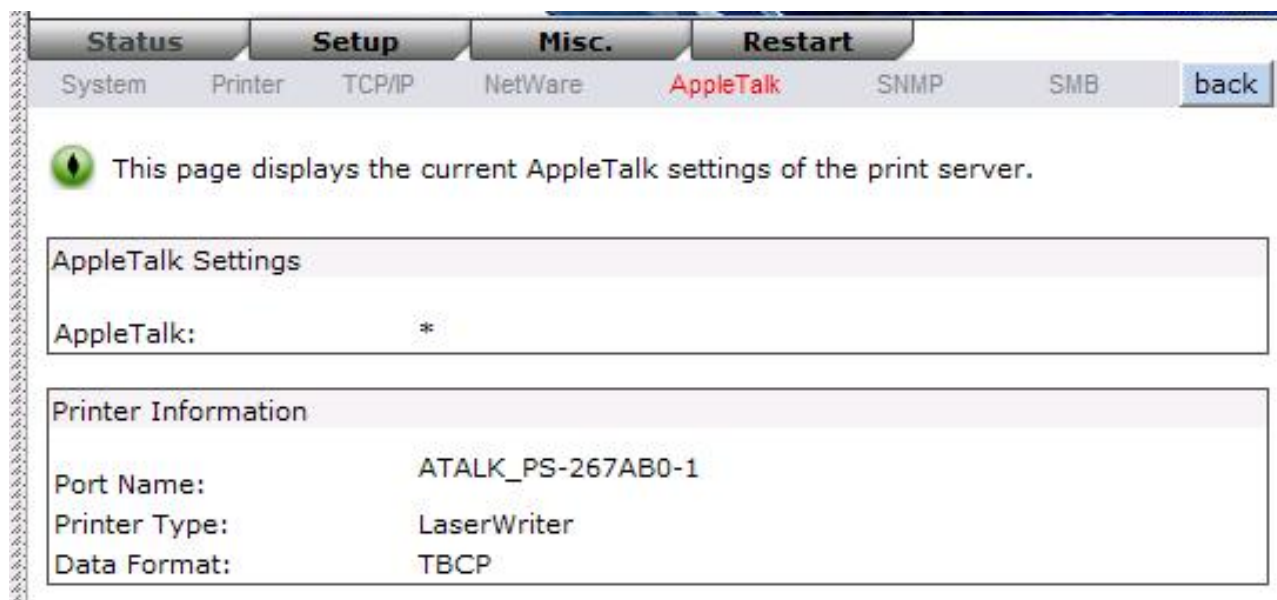 Status Setup Misc. Restart
System Printer TCP/IP NetWare AppleTalk SNMP SMB back
This page displays the current AppleTalk settings of the print server.
AppleTalk Settings
AppleTalk: *
Printer Information
Port Name: ATALK_PS-267AB0-1
Printer Type: LaserWriter
Data Format: TBCP